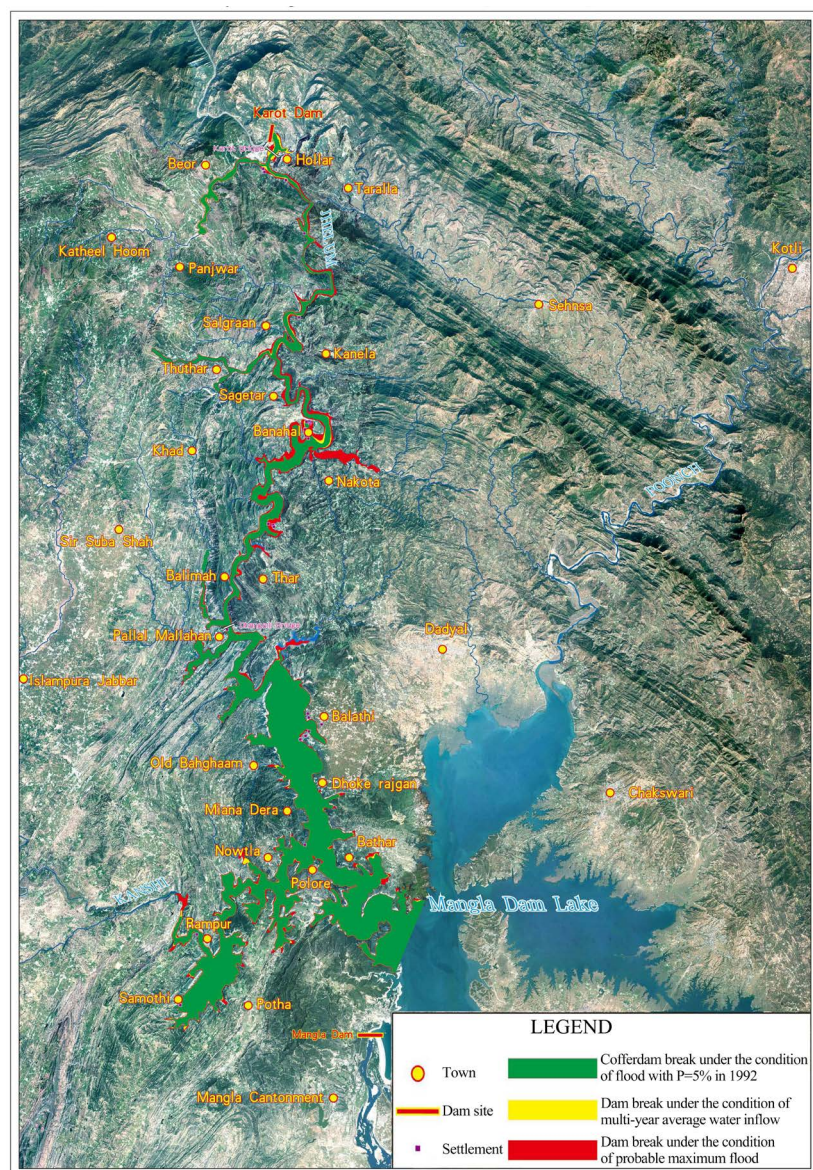 Karot Dam
Hollar
Beor
Taralla
Katheel Hoom
Panjwar
Kotli
Sehnsa
Salgraan
Kanela
Thuthar
Sagetar
Banahal
Khad
Nakota
POONCH
Sir Suba Shah
Balimah
Thar
Pallal Mallahan
Dadyal
Islampura Jabbar
Balathi
Old Bahghaam
Dhoke rajgan
Chakswari
Miana Dera
Nowtia
Bathar
Polore
Mangla Dam Lake
Rampur
Samothi
Potha
Mangla Dam
Mangla Cantonment
LEGEND
Town
Cofferdam break under the condition
of flood with P=5% in 1992
Dam site
Dam break under the condition of
multi-year average water inflow
Settlement
Dam break under the condition
of probable maximum flood